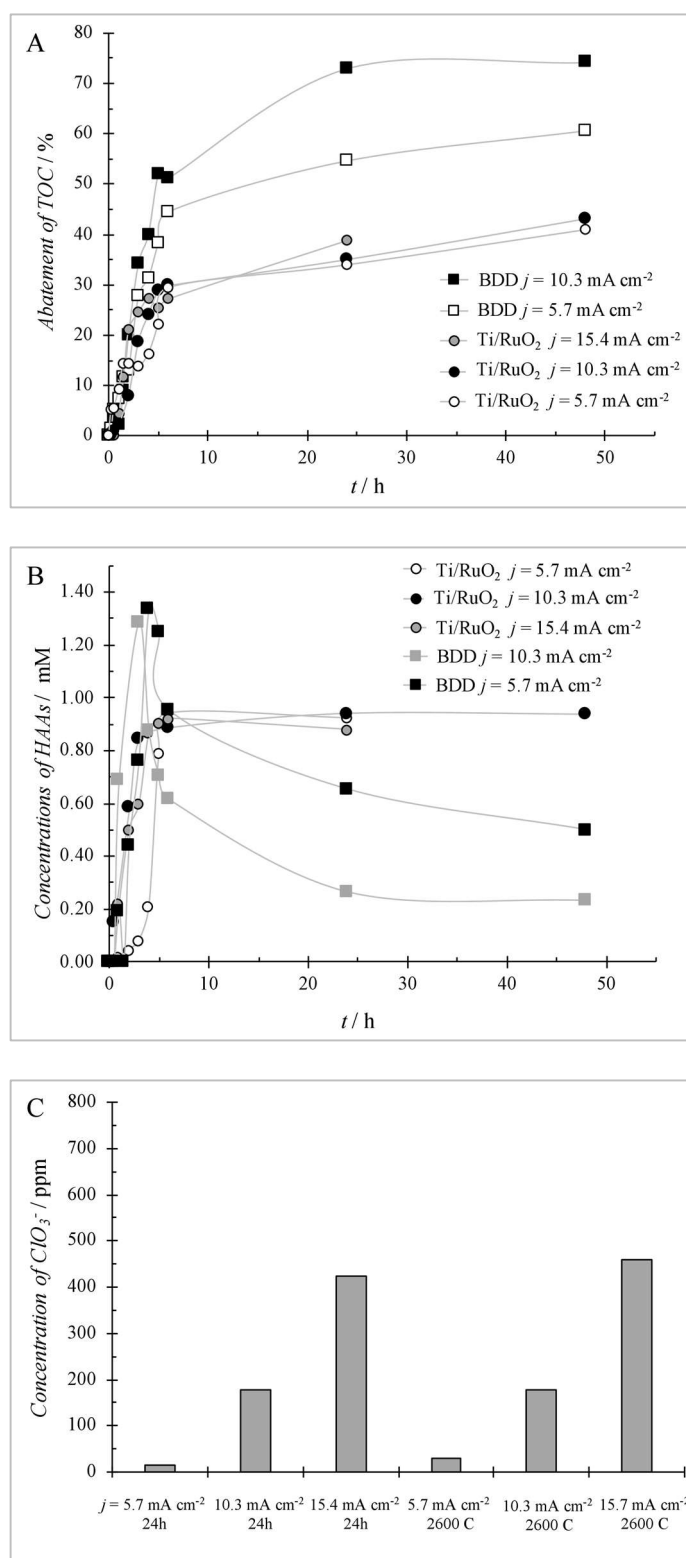 A
80
70
60
50
40
30
20
10
0
Abatement of TOC / %
BDD j = 10.3 mA cm-2
BDD j = 5.7 mA cm-2
Ti/RuO2 j = 15.4 mA cm-2
Ti/RuO2 j = 10.3 mA cm-2
Ti/RuO2 j = 5.7 mA cm-2
0 10 20 30 40 50
t / h
B
1.40
1.20
1.00
0.80
0.60
0.40
0.20
0.00
Concentrations of HAAs / mM
Ti/RuO2 j = 5.7 mA cm-2
Ti/RuO2 j = 10.3 mA cm-2
Ti/RuO2 j = 15.4 mA cm-2
BDD j = 10.3 mA cm-2
BDD j = 5.7 mA cm-2
0 10 20 30 40 50
t / h
C
800
700
600
500
400
300
200
100
0
Concentration of ClO3- / ppm
j = 5.7 mA cm-2 10.3 mA cm-2 15.4 mA cm-2 5.7 mA cm-2 10.3 mA cm-2 15.7 mA cm-2
24h 24h 24h 2600 C 2600 C 2600 C